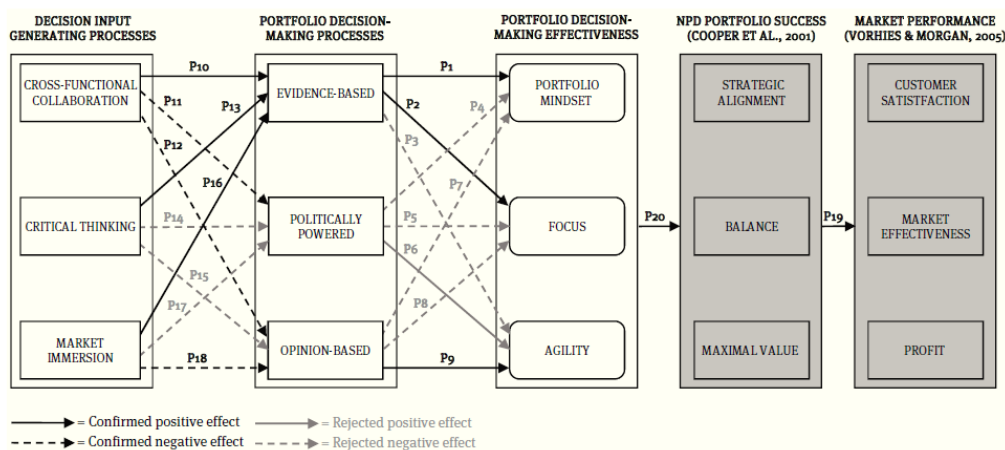 DECISION INPUT GENERATING PROCESSES
PORTFOLIO DECISION-MAKING PROCESSES
PORTFOLIO DECISION-MAKING EFFECTIVENESS
NPD PORTFOLIO SUCCESS (COOPER ET AL., 2001)
MARKET PERFORMANCE (VORHIES & MORGAN, 2005)
CROSS-FUNCTIONAL COLLABORATION
P10
EVIDENCE-BASED
P1
PORTFOLIO MINDSET
STRATEGIC ALIGNMENT
CUSTOMER SATISTFACTION
P11
P13
P2
P4
P12
P3
P16
P7
CRITICAL THINKING
P14
POLITICALLY POWERED
P5
FOCUS
P20
BALANCE
P19
MARKET EFFECTIVENESS
P15
P6
P17
P8
MARKET IMMERSION
P18
OPINION-BASED
P9
AGILITY
MAXIMAL VALUE
PROFIT
= Confirmed positive effect
= Rejected positive effect
= Confirmed negative effect
= Rejected negative effect